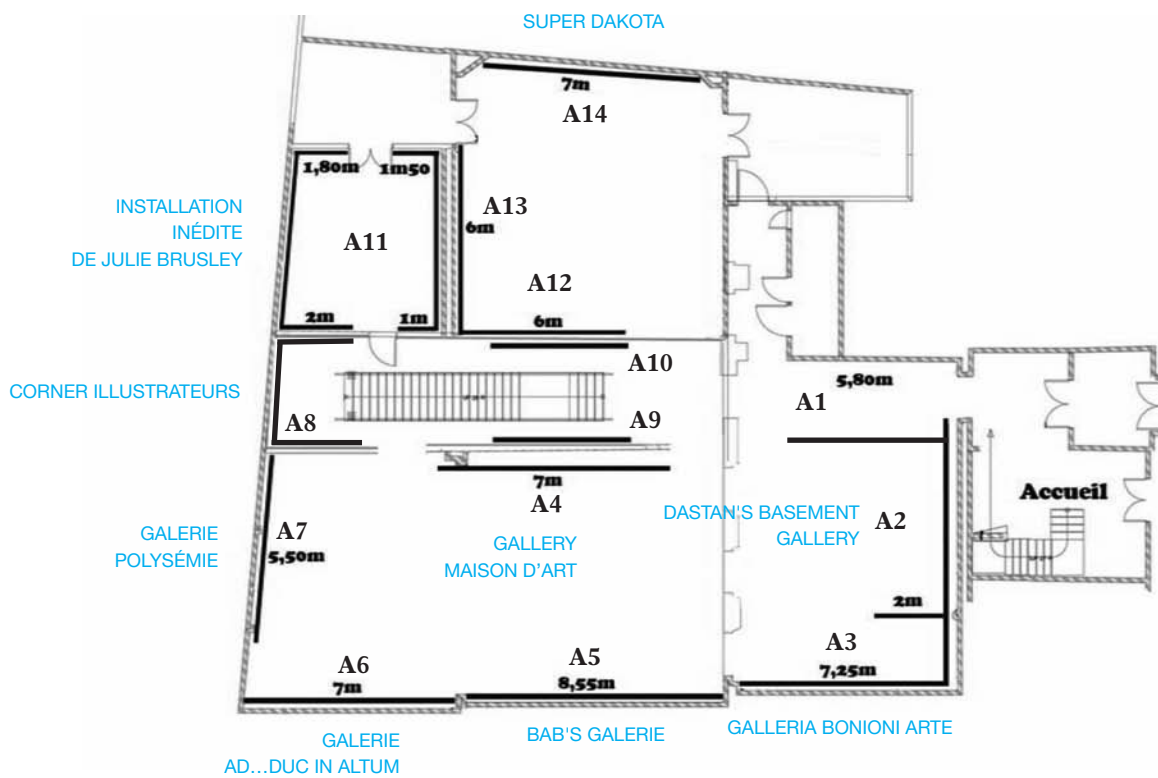 SUPER DAKOTA
7m
A14
1,80m
1m50
INSTALLATION
INÉDITE
DE JULIE BRUSLEY
A13
6m
A11
A12
2m
1m
6m
A10
5,80m
A1
CORNER ILLUSTRATEURS
A8
A9
7m
A4
Accueil
DASTAN'S BASEMENT
GALLERY
A2
A7
5,50m
GALERIE
POLYSÉMIE
GALLERY
MAISON D'ART
2m
A3
7,25m
A6
7m
A5
8,55m
GALERIE
AD...DUC IN ALTUM
BAB'S GALERIE
GALLERIA BONIONI ARTE